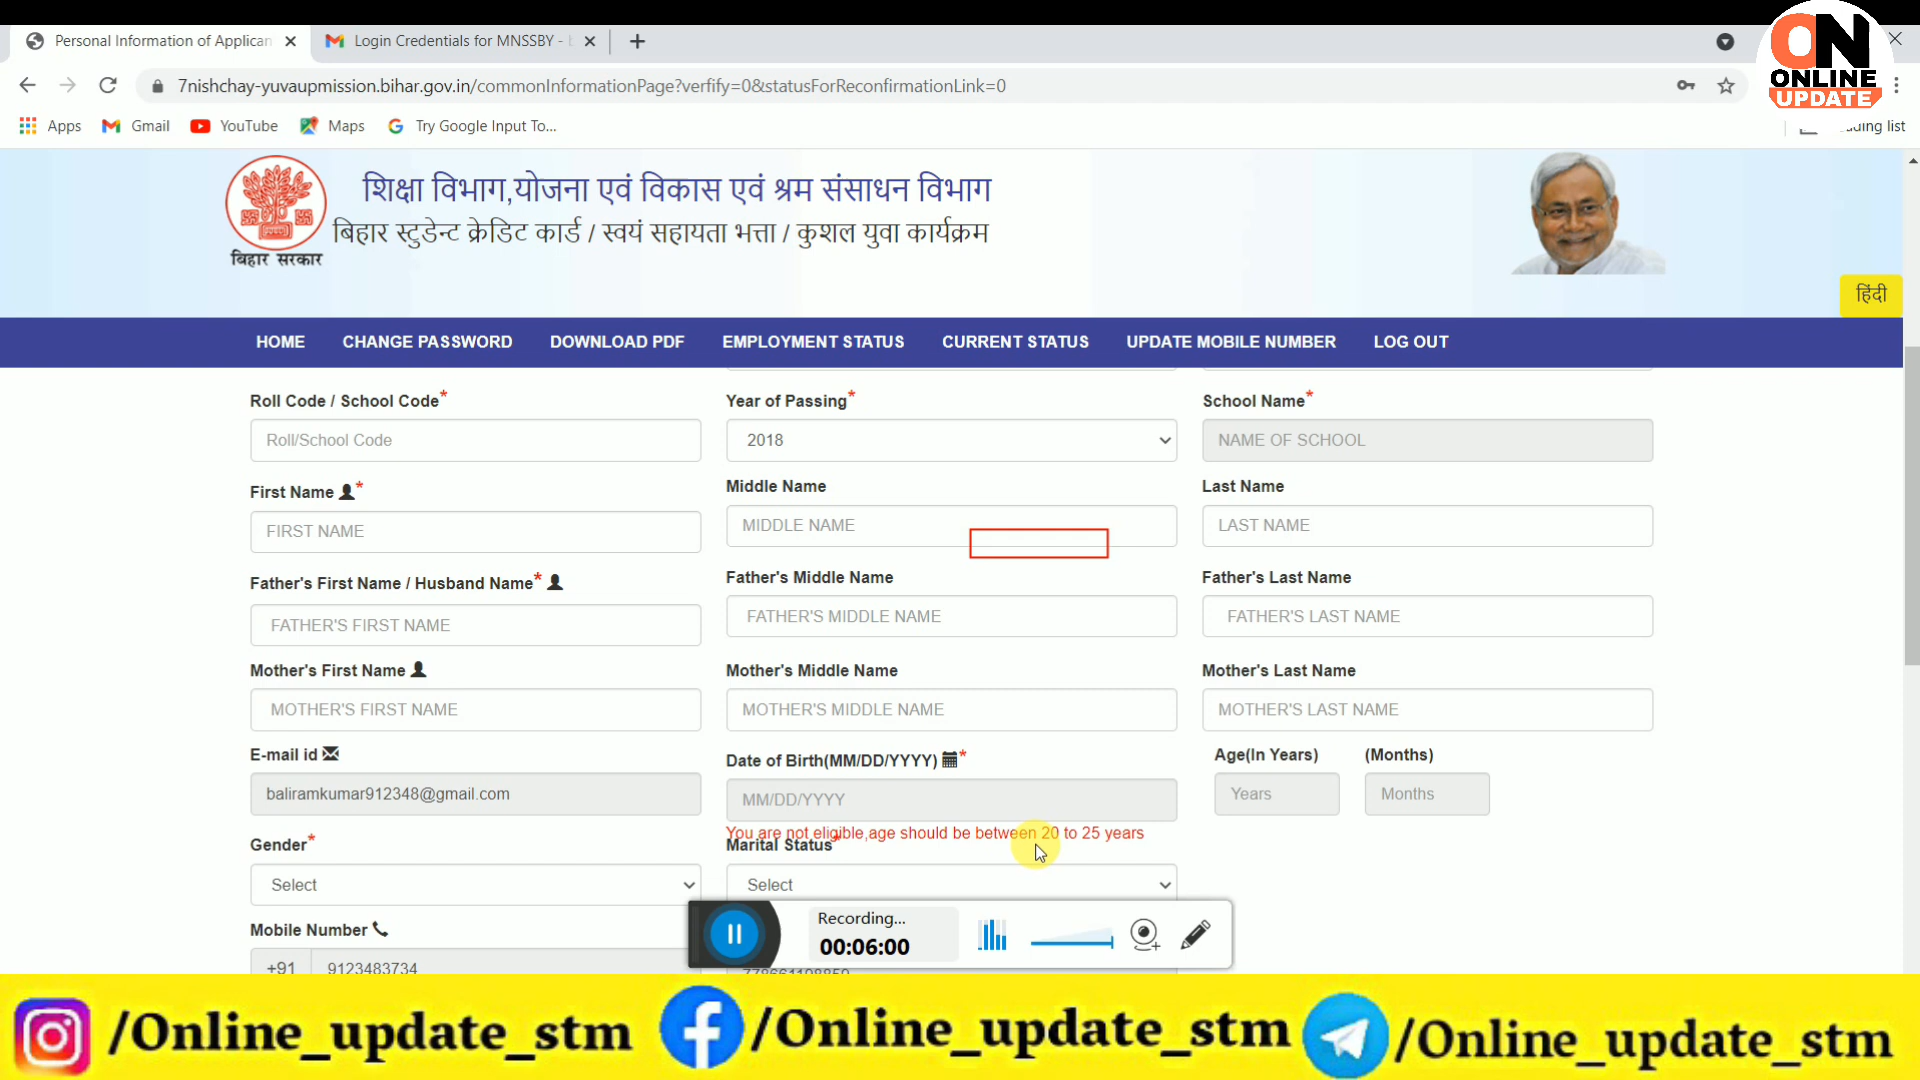 Personal Information of Applican
Login Credentials for MNSSBY -
7nishchay-yuvaupmission.bihar.gov.in/commonInformationPage?verfify=0&statusForReconfirmationLink=0
ON
ONLINE
UPDATE
Apps
Gmail
YouTube
Maps
Try Google Input To...
list
शिक्षा विभाग,योजना एवं विकास एवं श्रम संसाधन विभाग
बिहार स्टुडेन्ट क्रेडिट कार्ड / स्वयं सहायता भत्ता / कुशल युवा कार्यक्रम
बिहार सरकार
हिंदी
HOME
CHANGE PASSWORD
DOWNLOAD PDF
EMPLOYMENT STATUS
CURRENT STATUS
UPDATE MOBILE NUMBER
LOG OUT
Roll Code / School Code*
Year of Passing*
School Name*
Roll/School Code
2018
NAME OF SCHOOL
First Name *
Middle Name
Last Name
FIRST NAME
MIDDLE NAME
LAST NAME
Father's First Name / Husband Name*
Father's Middle Name
Father's Last Name
FATHER'S FIRST NAME
FATHER'S MIDDLE NAME
FATHER'S LAST NAME
Mother's First Name
Mother's Middle Name
Mother's Last Name
MOTHER'S FIRST NAME
MOTHER'S MIDDLE NAME
MOTHER'S LAST NAME
E-mail id
Date of Birth(MM/DD/YYYY) *
Age(In Years)
(Months)
baliramkumar912348@gmail.com
MM/DD/YYYY
Years
Months
You are not eligible,age should be between 20 to 25 years
Gender*
Marital Status*
Select
Select
Mobile Number
Recording...
00:06:00
+91
9123483734
/Online_update_stm
/Online_update_stm
/Online_update_stm